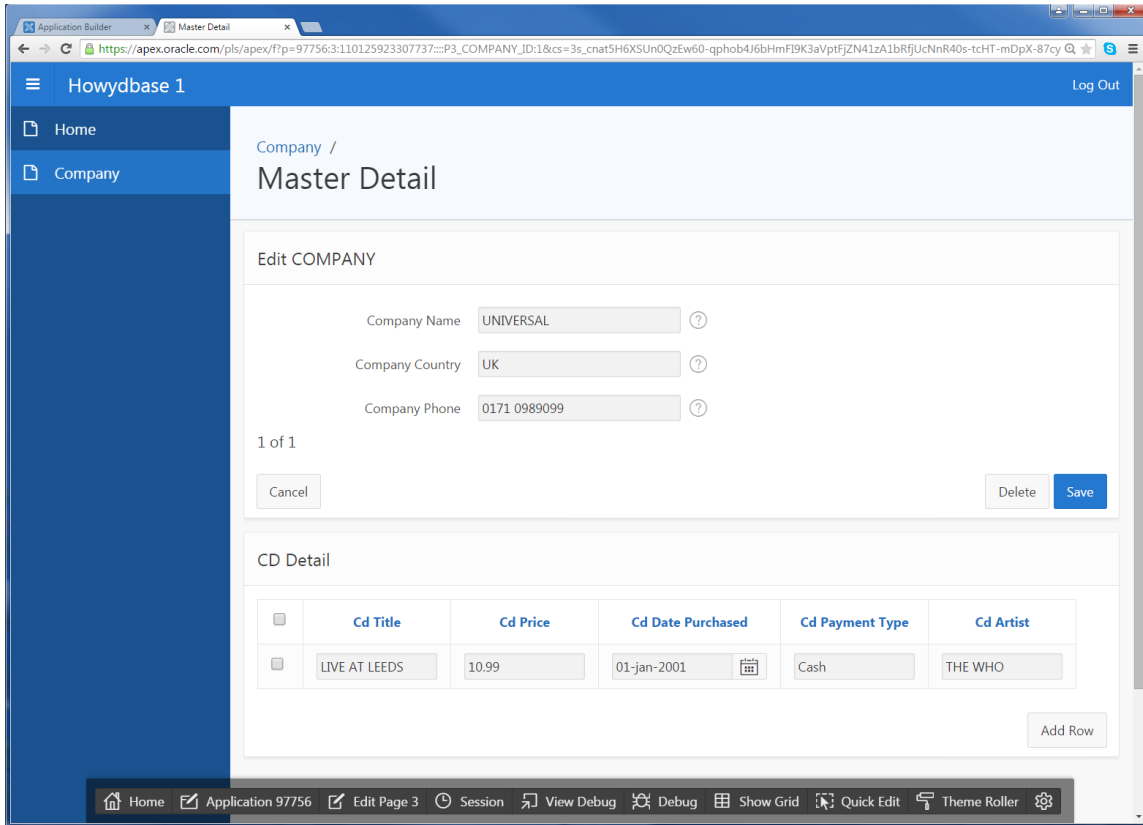 Application Builder
Master Detail
https://apex.oracle.com/pls/apex/f?p=97756:3:110125923307737::::P3_COMPANY_ID:1&cs=3s_cnat5H6XSUn0QzEw60-qphob4J6bHmFI9K3aVptFjZN41zA1bRfjUcNnR40s-tcHT-mDpX-87cy
Howydbase 1
Log Out
Home
Company
Company /
Master Detail
Edit COMPANY
Company Name UNIVERSAL ?
Company Country UK ?
Company Phone 0171 0989099 ?
1 of 1
Cancel Delete Save
CD Detail
Cd Title Cd Price Cd Date Purchased Cd Payment Type Cd Artist
LIVE AT LEEDS 10.99 01-jan-2001 Cash THE WHO
Add Row
Home Application 97756 Edit Page 3 Session View Debug Debug Show Grid Quick Edit Theme Roller